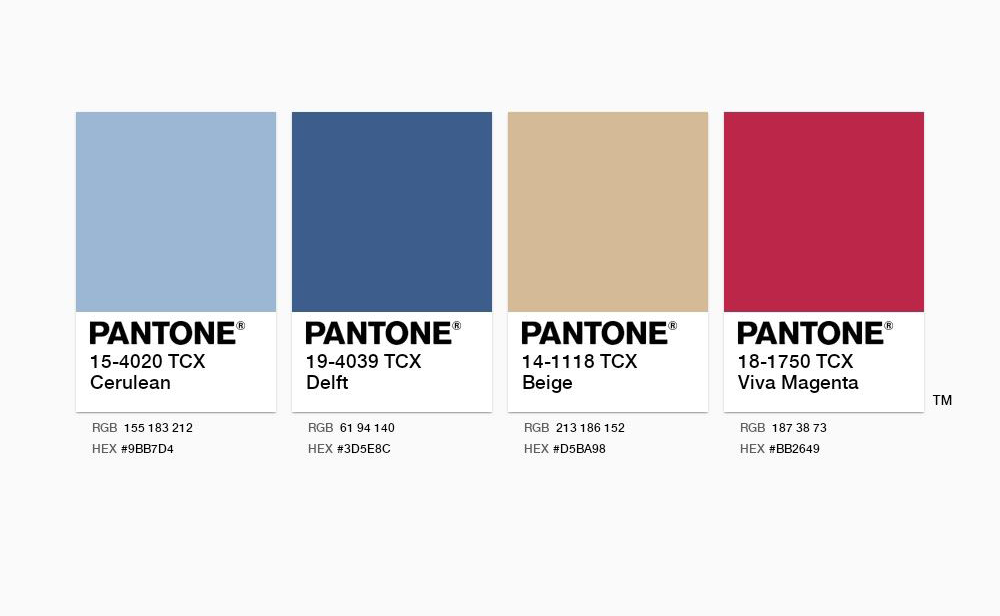 PANTONE®
15-4020 TCX
Cerulean
RGB 155 183 212
HEX #9BB7D4
PANTONE®
19-4039 TCX
Delft
RGB 61 94 140
HEX #3D5E8C
PANTONE®
14-1118 TCX
Beige
RGB 213 186 152
HEX #D5BA98
PANTONE®
18-1750 TCX
Viva Magenta
TM
RGB 187 38 73
HEX #BB2649